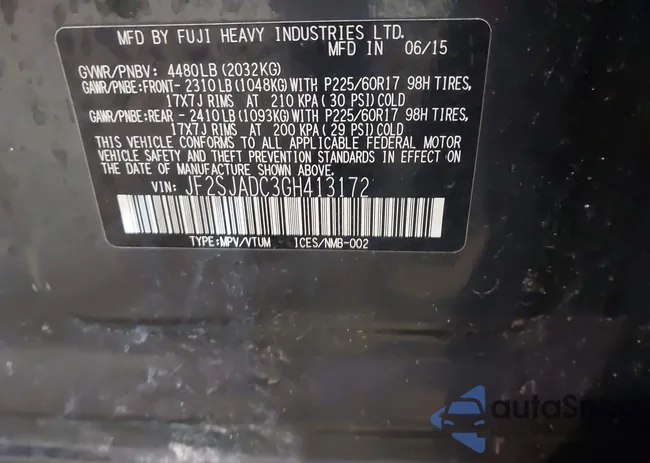 MFD BY FUJI HEAVY INDUSTRIES LTD.
MFD IN 06/15
GVWR/PNBV: 4480LB (2032KG)
GAWR/PNBE:FRONT- 2310LB (1048KG) WITH P225/60R17 98H TIRES,
17X7J RIMS AT 210 KPA (30 PSI) COLD
GAWR/PNBE:REAR - 2410LB (1093KG) WITH P225/60R17 98H TIRES,
17X7J RIMS AT 200 KPA (29 PSI) COLD
THIS VEHICLE CONFORMS TO ALL APPLICABLE FEDERAL MOTOR
VEHICLE SAFETY AND THEFT PREVENTION STANDARDS IN EFFECT ON
THE DATE OF MANUFACTURE SHOWN ABOVE.
VIN: JF2SJADC3GH413172
TYPE:MPV/VTUM ICES/NMB-002